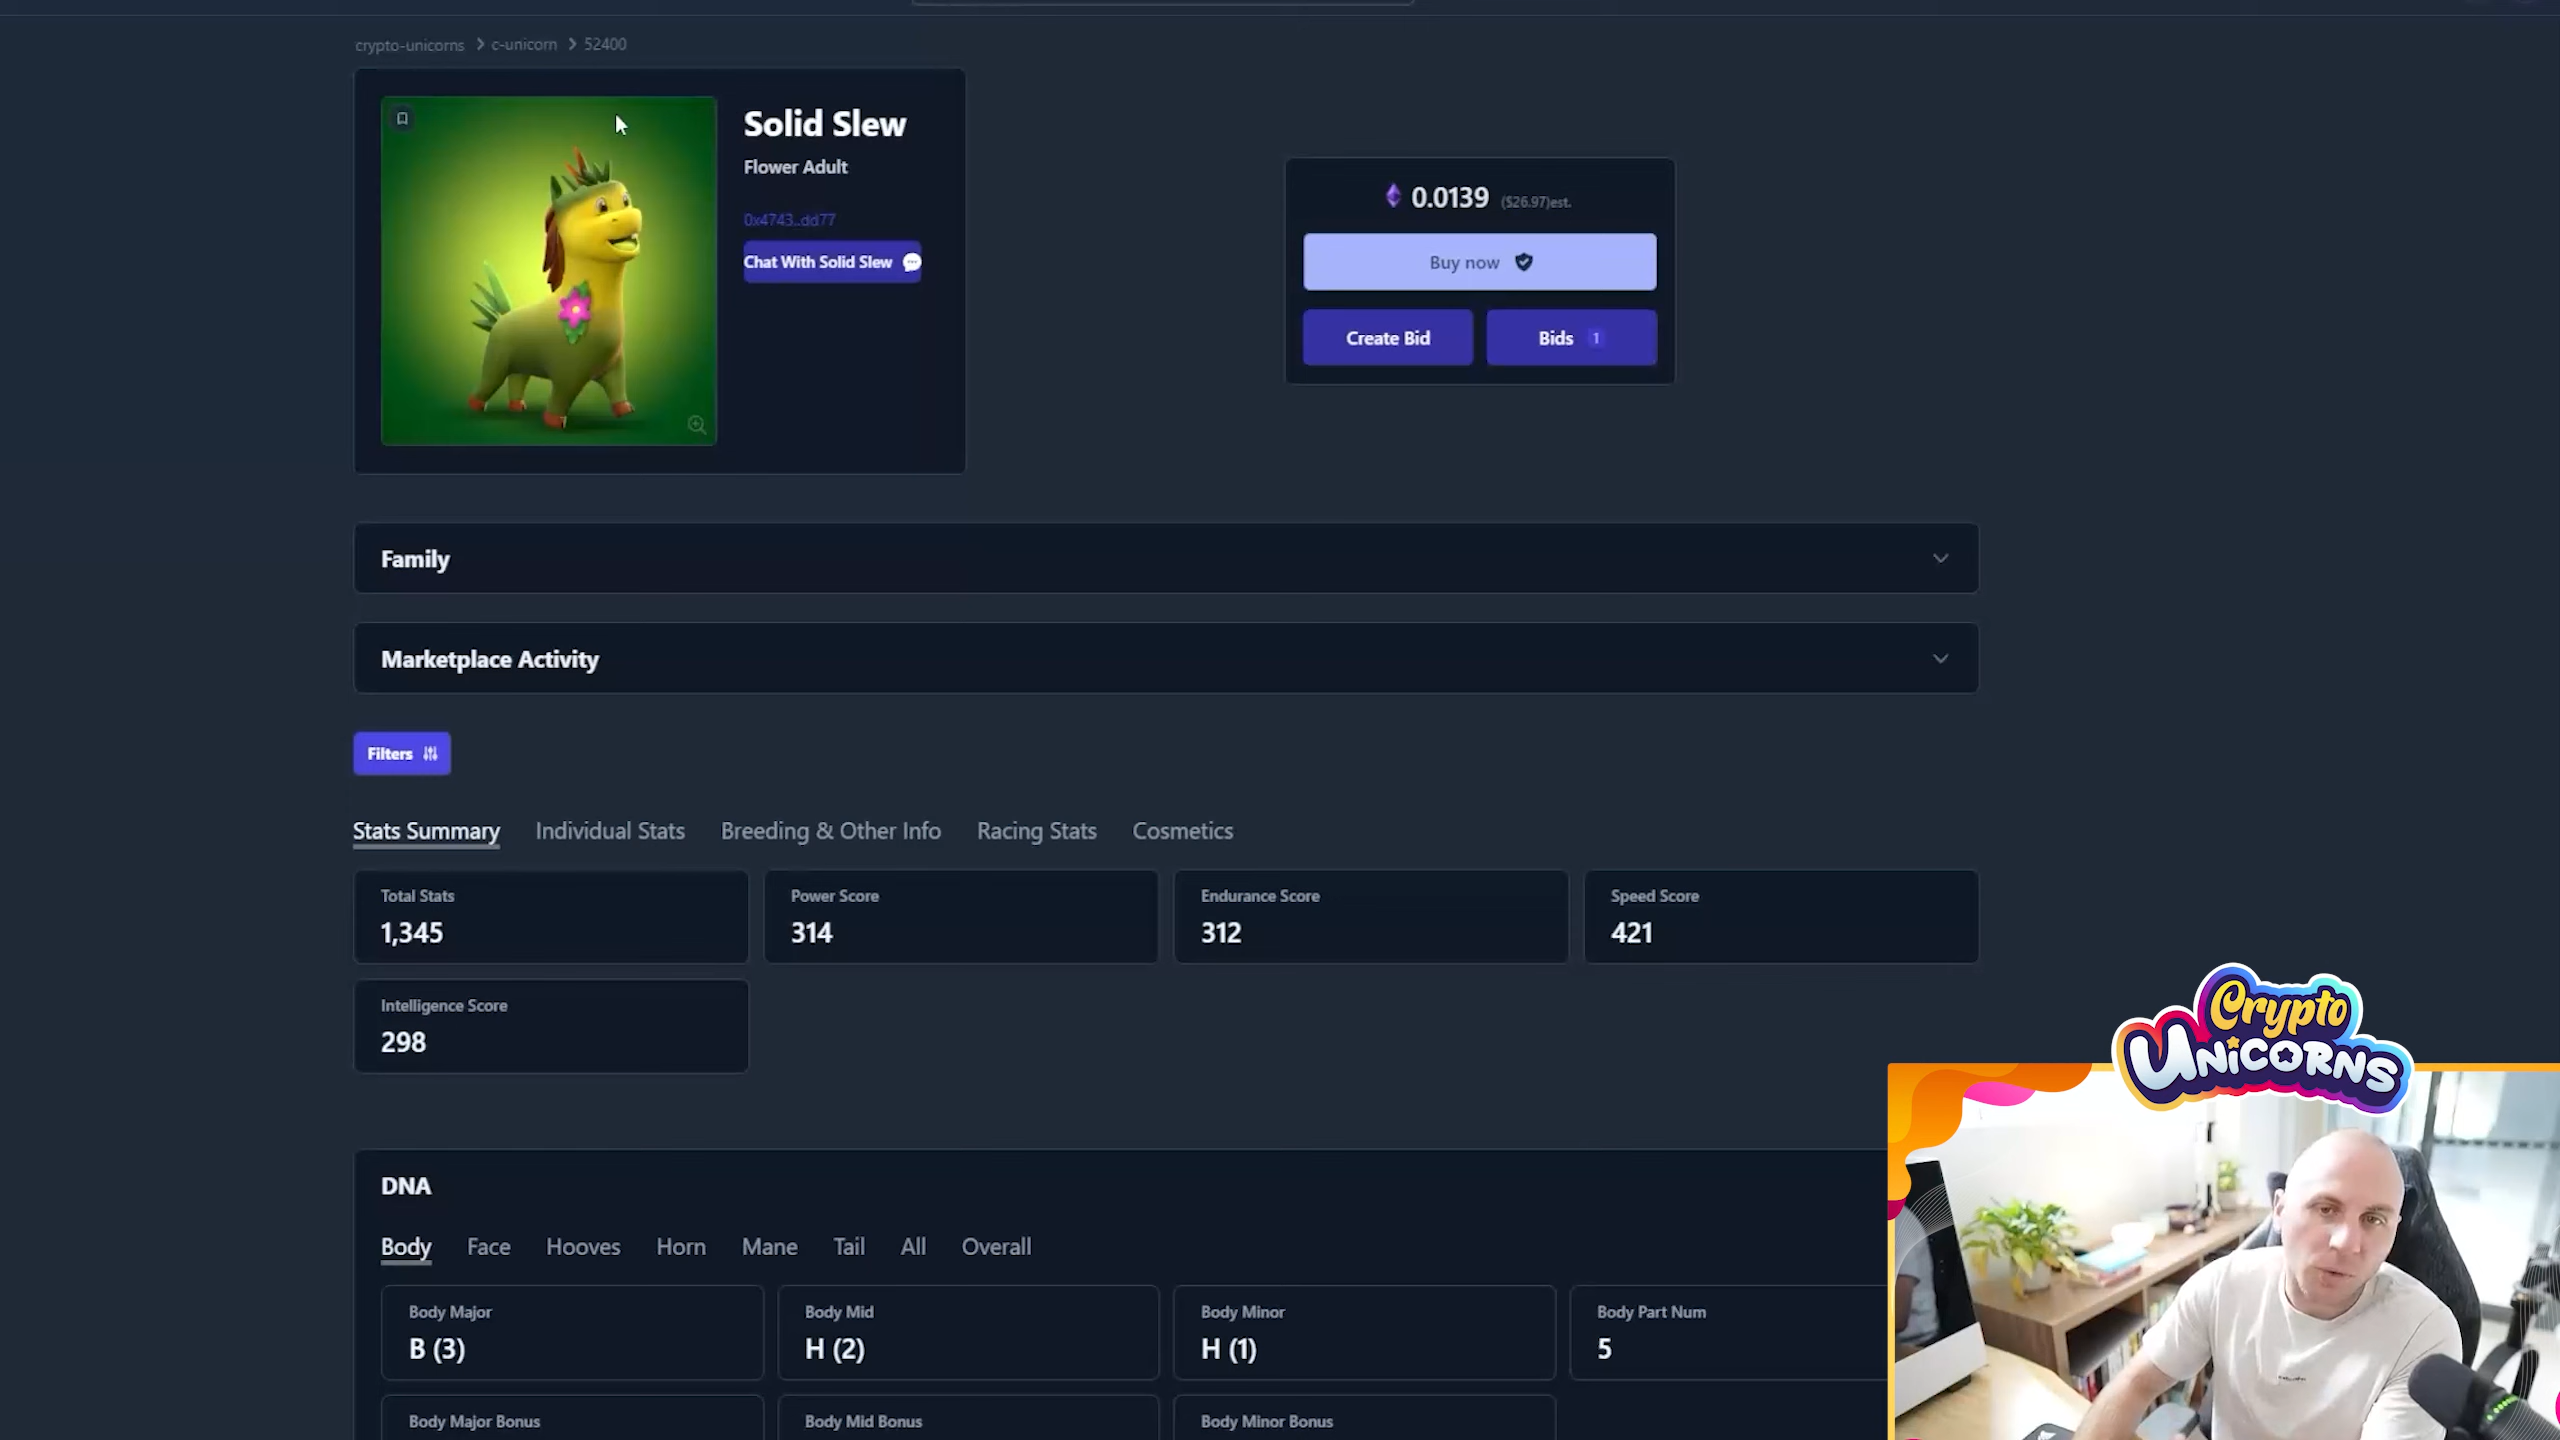 crypto-unicorns > c-unicorn > 52400
Solid Slew
Flower Adult
0x4743..dd77
Chat With Solid Slew
0.0139 ($26.97)est.
Buy now
Create Bid
Bids 1
Family
Marketplace Activity
Filters
Stats Summary Individual Stats Breeding & Other Info Racing Stats Cosmetics
Total Stats Power Score Endurance Score Speed Score
1,345 314 312 421
Intelligence Score
298
DNA
Body Face Hooves Horn Mane Tail All Overall
Body Major Body Mid Body Minor Body Part Num
B (3) H (2) H (1) 5
Body Major Bonus Body Mid Bonus Body Minor Bonus
Crypto
Unicorns